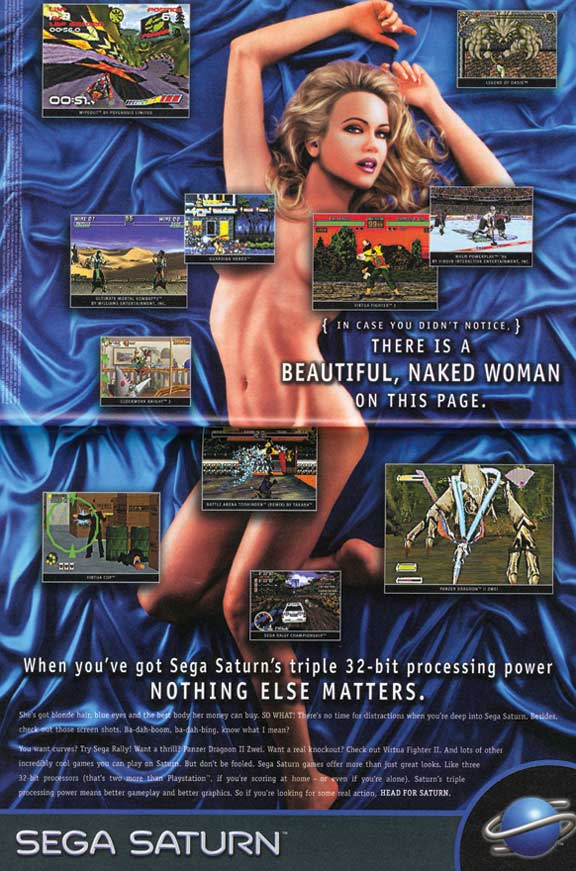 00:56.0
POSITION
00:51.
WIPEOUT™ BY PSYGNOSIS LIMITED
LEGEND OF OASIS™
GUARDIAN HEROES™
ULTIMATE MORTAL KOMBAT 3™
BY WILLIAMS ENTERTAINMENT, INC.
VIRTUA FIGHTER™ 2
NHL® POWERPLAY™ '96
BY VIRGIN INTERACTIVE ENTERTAINMENT, INC.
{ IN CASE YOU DIDN'T NOTICE, }
THERE IS A
BEAUTIFUL, NAKED WOMAN
ON THIS PAGE.
CLOCKWORK KNIGHT™ 2
BATTLE ARENA TOSHINDEN™ (REMIX) BY TAKARA™
VIRTUA COP™
PANZER DRAGOON™ II ZWEI
SEGA RALLY CHAMPIONSHIP™
When you've got Sega Saturn's triple 32-bit processing power
NOTHING ELSE MATTERS.
She's got blonde hair, blue eyes and the best body her money can buy. SO WHAT! There's no time for distractions when you're deep into Sega Saturn. Besides,
check out those screen shots. Ba-dah-boom, ba-dah-bing, know what I mean?
You want curves? Try Sega Rally! Want a thrill? Panzer Dragoon II Zwei. Want a real knockout? Check out Virtua Fighter II. And lots of other
incredibly cool games you can play on Saturn. But don't be fooled. Sega Saturn games offer more than just great looks. Like three
32-bit processors (that's two more than Playstation™, if you're scoring at home – or even if you're alone). Saturn's triple
processing power means better gameplay and better graphics. So if you're looking for some real action, HEAD FOR SATURN.
SEGA SATURN™